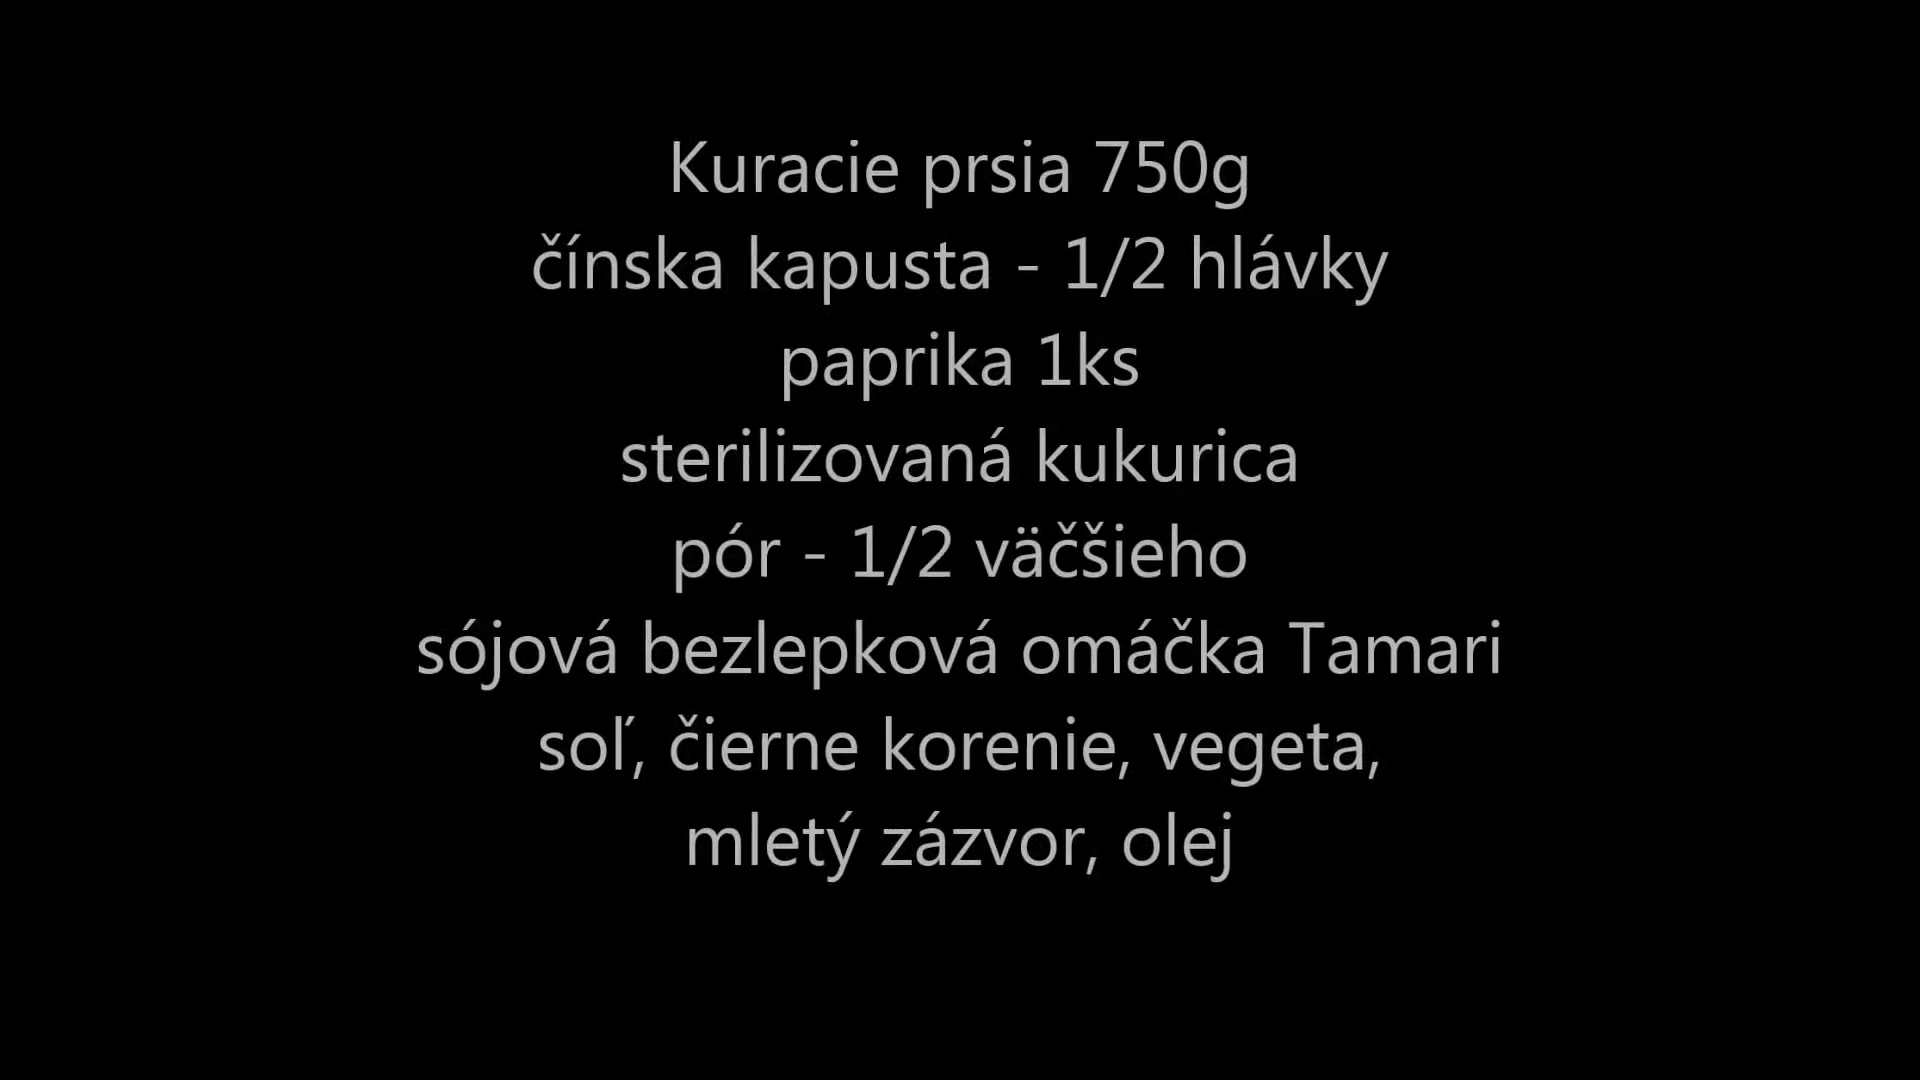 Kuracie prsia 750g
čínska kapusta - 1/2 hlávky
paprika 1ks
sterilizovaná kukurica
pór - 1/2 väčšieho
sójová bezlepková omáčka Tamari
soľ, čierne korenie, vegeta,
mletý zázvor, olej